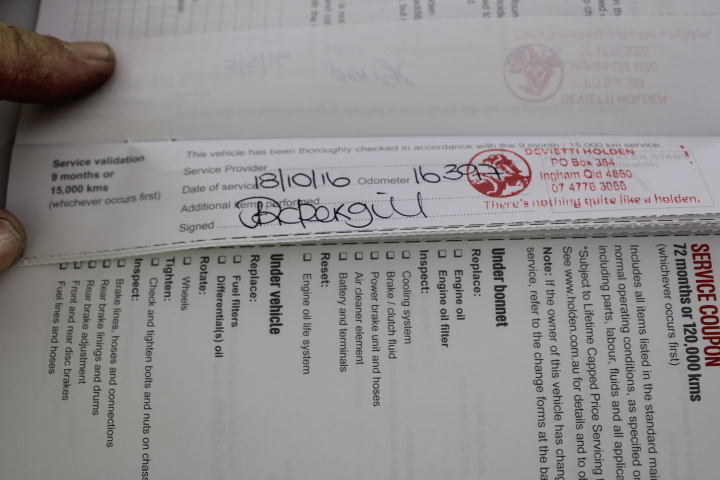 Service validation
9 months or
15,000 kms
(whichever occurs first)
This vehicle has been thoroughly checked in accordance with the 9 month / 15,000 km service.
Service Provider
Date of service 18/10/16 Odometer 16397
Additional items performed
Signed
DEVIETTI HOLDEN
PO Box 384
Ingham Qld 4850
07 4776 3055
There's nothing quite like a holden.
SERVICE COUPON
72 months or 120,000 kms
(whichever occurs first)
Includes all items listed in the standard
normal operating conditions, as specified
including parts, labour, fluids and all
*Subject to Lifetime Capped Price Servicing
See www.holden.com.au for details and to
Note: If the owner of this vehicle has
service, refer to the change forms at the
Under bonnet
Replace:
Engine oil
Engine oil filter
Inspect:
Cooling system
Brake / clutch fluid
Power brake unit and hoses
Air cleaner element
Battery and terminals
Reset:
Engine oil life system
Under vehicle
Replace:
Fuel filters
Differential(s) oil
Rotate:
Wheels
Tighten:
Check and tighten bolts and nuts on
Inspect:
Brake lines, hoses and connections
Rear brake linings and drums
Rear brake adjustment
Front and rear disc brakes
Fuel lines and hoses